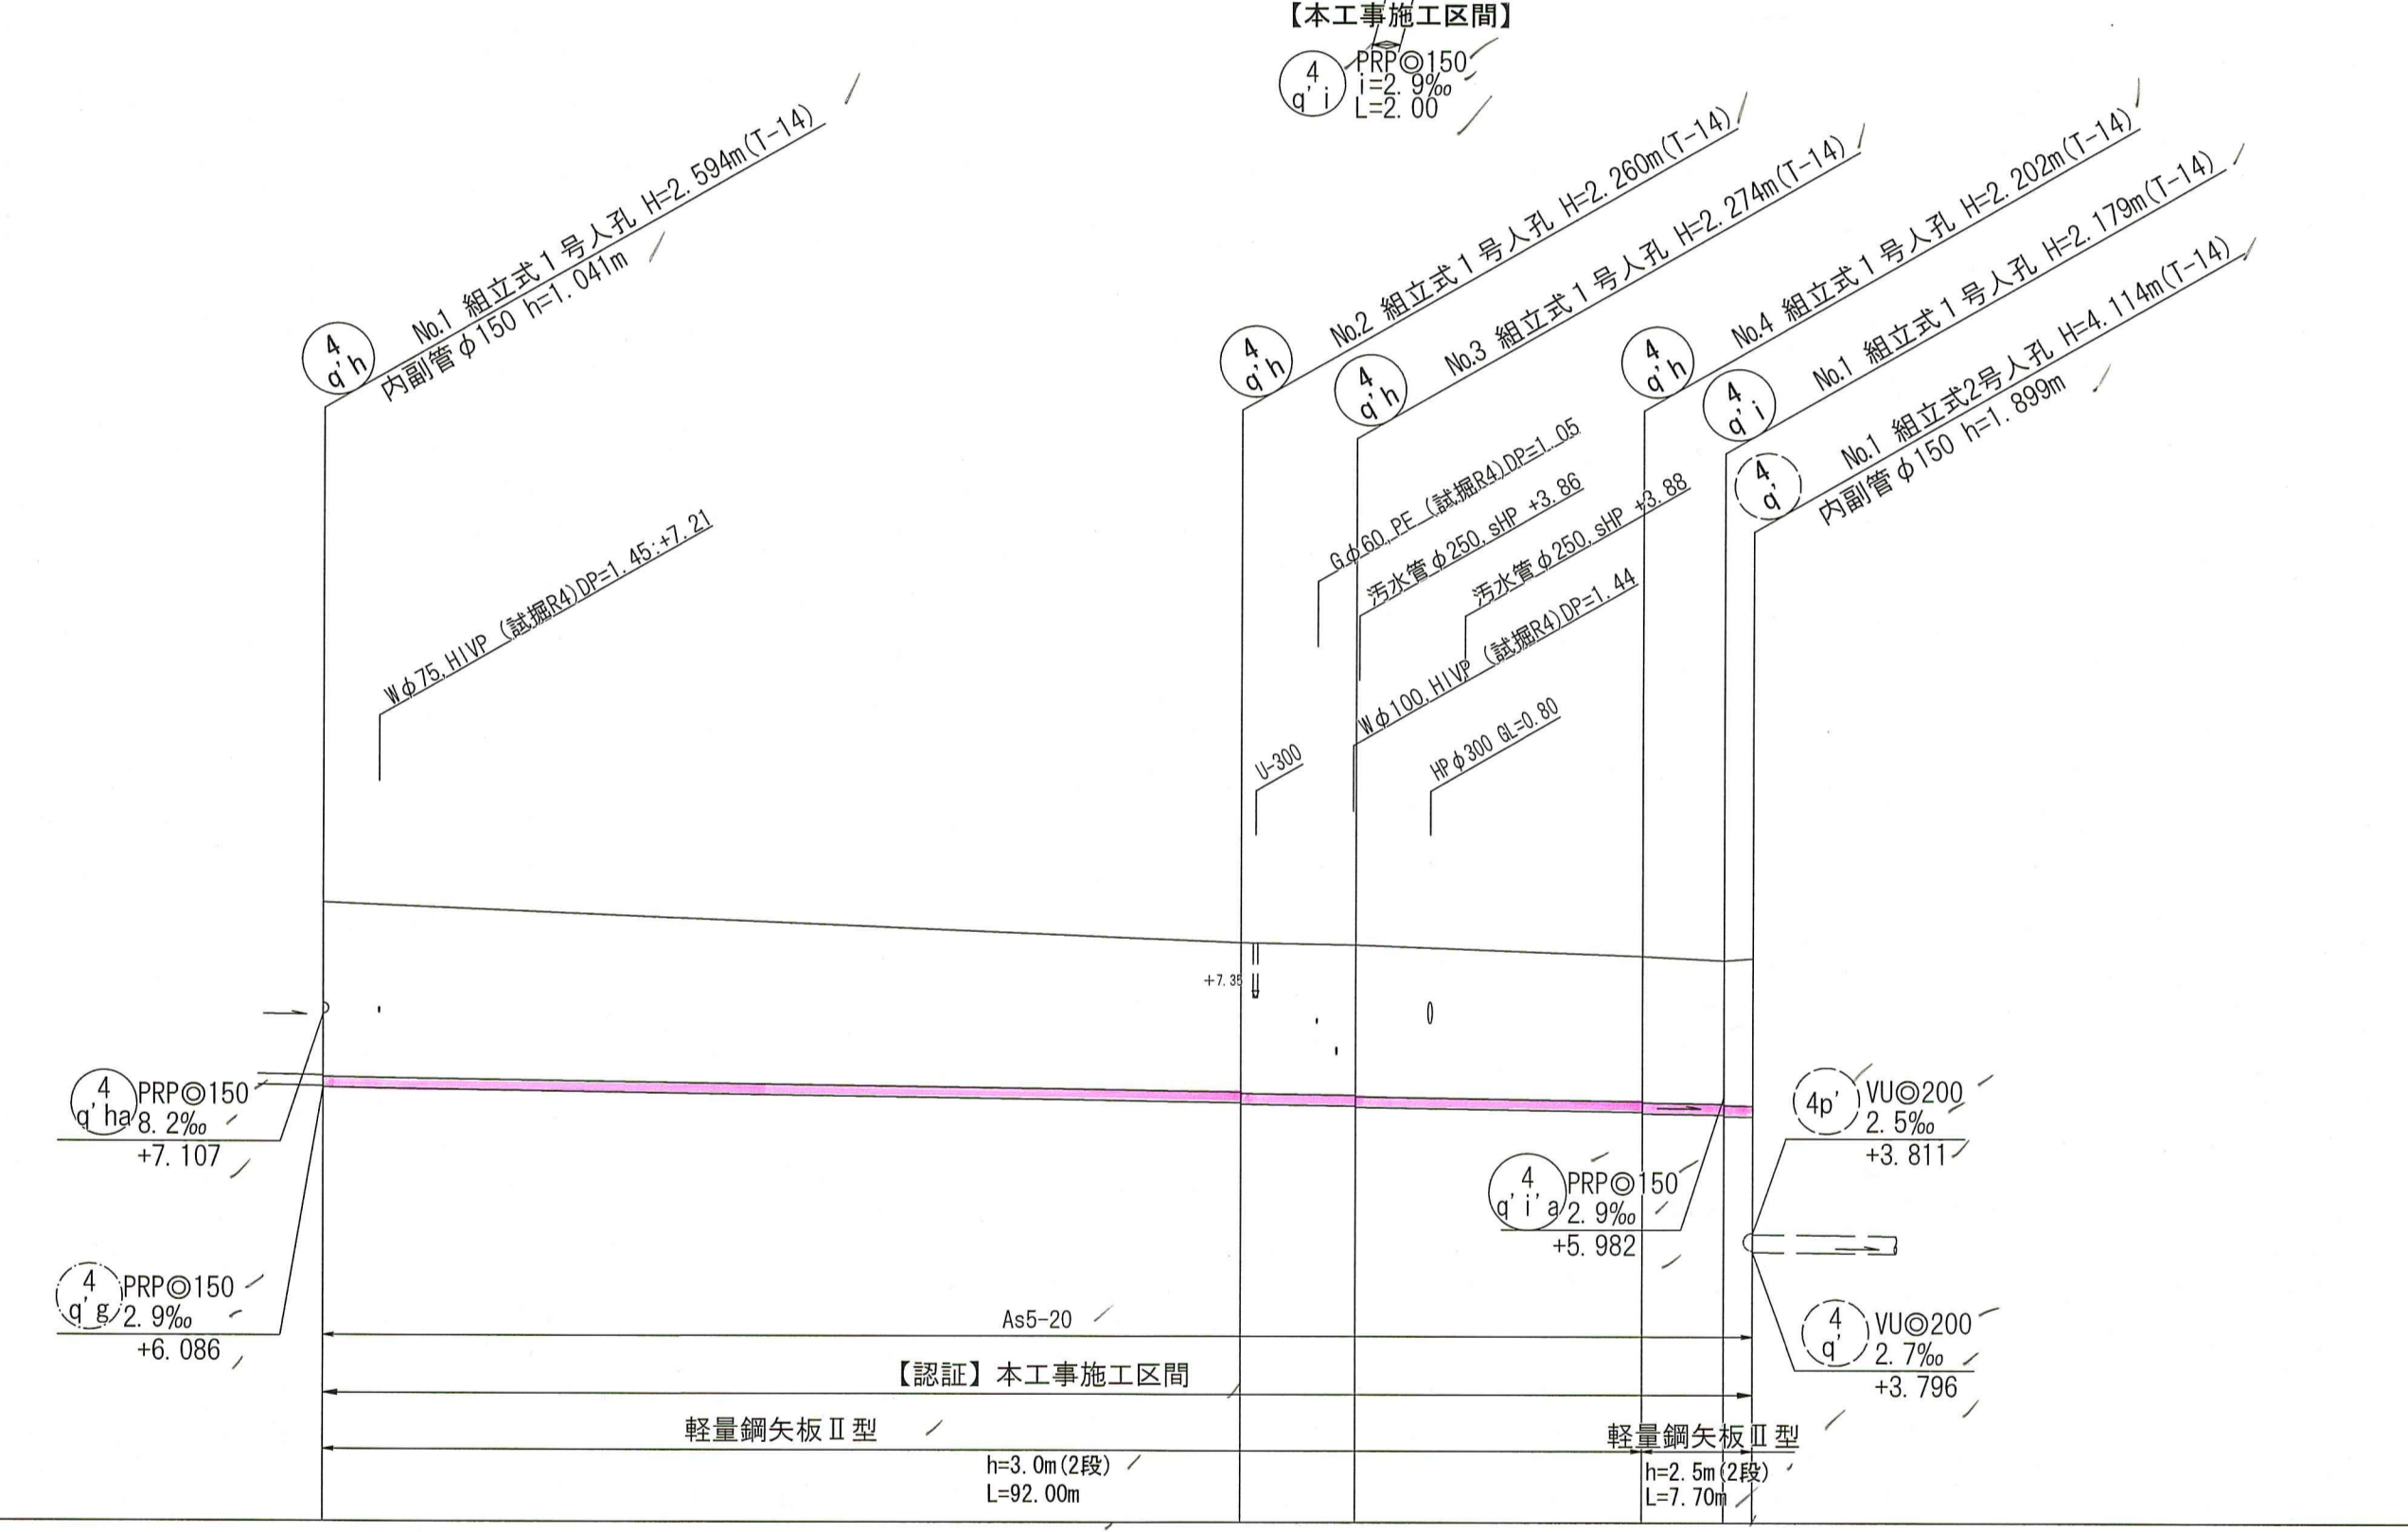 【本工事施工区間】
4
q' i
PRP◎150
i=2.9‰
L=2.00
4
q'h
No.1 組立式1号人孔 H=2.594m(T-14)
内副管φ150 h=1.041m
4
q'h
No.2 組立式1号人孔 H=2.260m(T-14)
4
q'h
No.3 組立式1号人孔 H=2.274m(T-14)
4
q'h
No.4 組立式1号人孔 H=2.202m(T-14)
4
q' i
No.1 組立式1号人孔 H=2.179m(T-14)
4
q'
No.1 組立式2号人孔 H=4.114m(T-14)
内副管φ150 h=1.899m
Wφ75,HIVP (試掘R4)DP=1.45:+7.21
Gφ60,PE (試掘R4)DP=1.05
汚水管φ250,sHP +3.86
汚水管φ250,sHP +3.88
Wφ100,HIVP (試掘R4)DP=1.44
U-300
HPφ300 GL=0.80
+7.35
4
q' ha
PRP◎150
8.2‰
+7.107
4
q' g
PRP◎150
2.9‰
+6.086
4
q' i' a
PRP◎150
2.9‰
+5.982
4p'
VU◎200
2.5‰
+3.811
4
q'
VU◎200
2.7‰
+3.796
As5-20
【認証】本工事施工区間
軽量鋼矢板Ⅱ型
h=3.0m(2段)
L=92.00m
軽量鋼矢板Ⅱ型
h=2.5m(2段)
L=7.70m